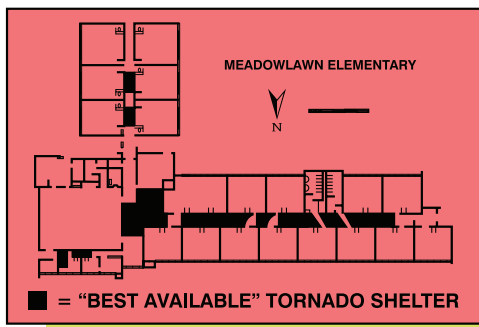 MEADOWLAWN ELEMENTARY
N
= “BEST AVAILABLE” TORNADO SHELTER